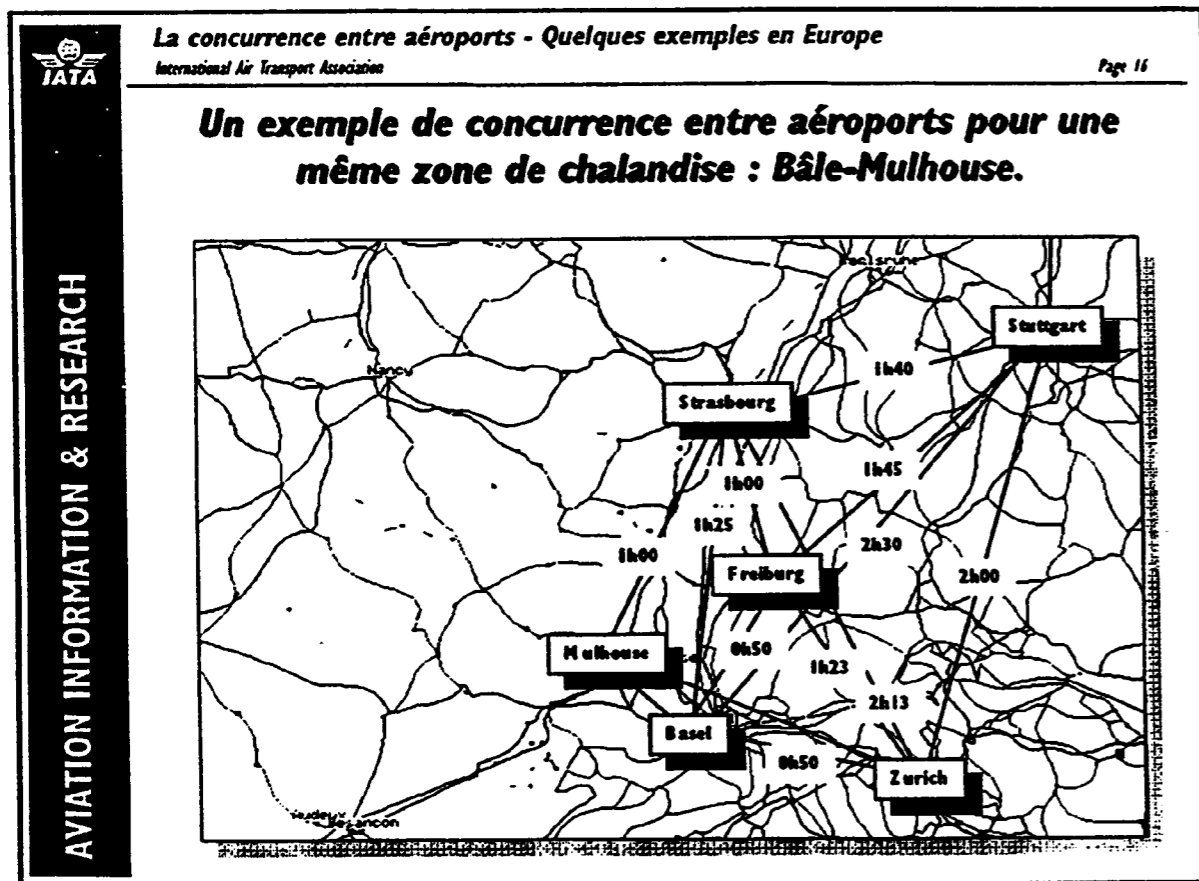 La concurrence entre aéroports - Quelques exemples en Europe
International Air Transport Association
Page 16
IATA
AVIATION INFORMATION & RESEARCH
Un exemple de concurrence entre aéroports pour une
même zone de chalandise : Bâle-Mulhouse.
Stuttgart
1h40
Nancy
Strasbourg
1h45
1h00
1h25
2h30
1h00
Freiburg
2h00
Mulhouse
0h50
1h23
2h13
Basel
0h50
Zurich
Besançon